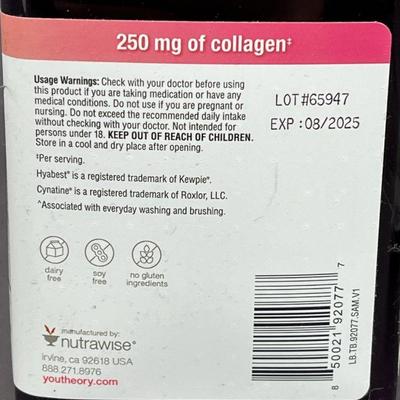 250 mg of collagen‡
Usage Warnings: Check with your doctor before using
this product if you are taking medication or have any
medical conditions. Do not use if you are pregnant or
nursing. Do not exceed the recommended daily intake
without checking with your doctor. Not intended for
persons under 18. KEEP OUT OF REACH OF CHILDREN.
Store in a cool and dry place after opening.
‡Per serving.
Hyabest® is a registered trademark of Kewpie®.
Cynatine® is a registered trademark of Roxlor, LLC.
^Associated with everyday washing and brushing.
LOT#65947
EXP:08/2025
dairy
free
soy
free
no gluten
ingredients
manufactured by:
nutrawise®
irvine, ca 92618 USA
888.271.8976
youtheory.com
8 50021 92077 7
LB.TB.92077.SAM.V1